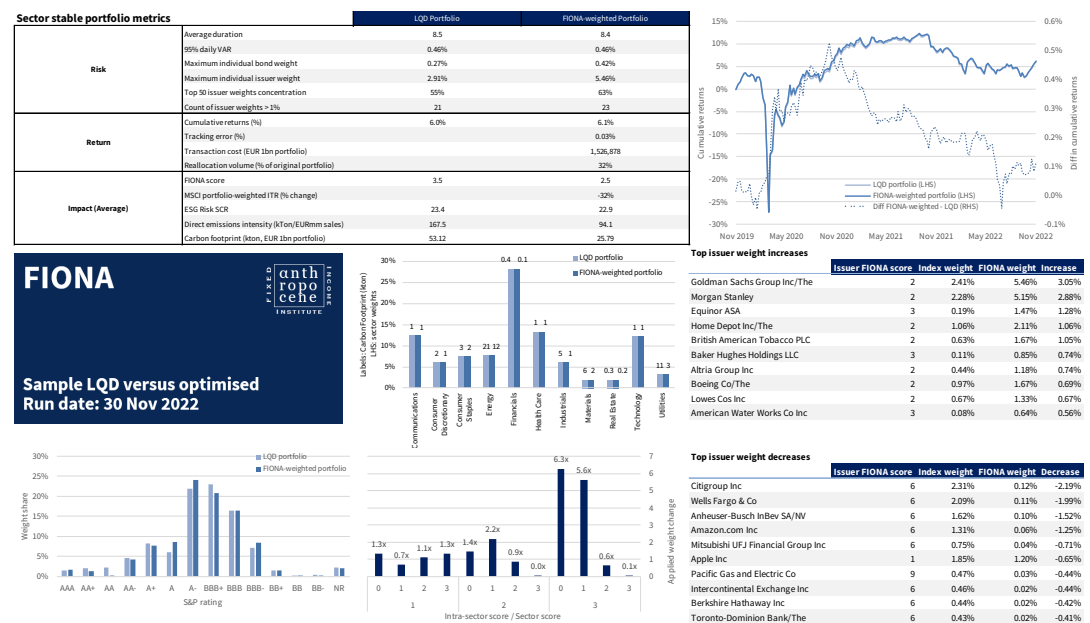 Sector stable portfolio metrics
LQD Portfolio FIONA-weighted Portfolio
Risk
Average duration 8.5 8.4
95% daily VAR 0.46% 0.46%
Maximum individual bond weight 0.27% 0.42%
Maximum individual issuer weight 2.91% 5.46%
Top 50 issuer weights concentration 55% 63%
Count of issuer weights > 1% 21 23
Return
Cumulative returns (%) 6.0% 6.1%
Tracking error (%) 0.03%
Transaction cost (EUR 1bn portfolio) 1,526,878
Reallocation volume (% of original portfolio) 32%
Impact (Average)
FIONA score 3.5 2.5
MSCI portfolio-weighted ITR (% change) -32%
ESG Risk SCR 23.4 22.9
Direct emissions intensity (kTon/EURmm sales) 167.5 94.1
Carbon footprint (kton, EUR 1bn portfolio) 53.12 25.79
Cumulative returns
15%
10%
5%
0%
-5%
-10%
-15%
-20%
-25%
-30%
0.6%
0.5%
0.4%
0.3%
0.2%
0.1%
0.0%
-0.1%
Diff in cumulative returns
LQD portfolio (LHS)
FIONA-weighted portfolio (LHS)
Diff FIONA-weighted - LQD (RHS)
Nov 2019 May 2020 Nov 2020 May 2021 Nov 2021 May 2022 Nov 2022
FIONA
FIXED
anth
ropo
cene
INCOME
INSTITUTE
Sample LQD versus optimised
Run date: 30 Nov 2022
Labels: Carbon Footprint (kton)
LHS: sector weights
30%
25%
20%
15%
10%
5%
0%
LQD portfolio
FIONA-weighted portfolio
1 1
2 1
3 2
21 12
0.4 0.1
1 1
5 1
6 2
0.3 0.2
1 1
11 3
Communications
Consumer Discretionary
Consumer Staples
Energy
Financials
Health Care
Industrials
Materials
Real Estate
Technology
Utilities
Top issuer weight increases
Issuer FIONA score Index weight FIONA weight Increase
Goldman Sachs Group Inc/The 2 2.41% 5.46% 3.05%
Morgan Stanley 2 2.28% 5.15% 2.88%
Equinor ASA 3 0.19% 1.47% 1.28%
Home Depot Inc/The 2 1.06% 2.11% 1.06%
British American Tobacco PLC 2 0.63% 1.67% 1.05%
Baker Hughes Holdings LLC 3 0.11% 0.85% 0.74%
Altria Group Inc 2 0.44% 1.18% 0.74%
Boeing Co/The 2 0.97% 1.67% 0.69%
Lowes Cos Inc 2 0.67% 1.33% 0.67%
American Water Works Co Inc 3 0.08% 0.64% 0.56%
Weight share
30%
25%
20%
15%
10%
5%
0%
LQD portfolio
FIONA-weighted portfolio
AAA AA+ AA AA- A+ A A- BBB+ BBB BBB- BB+ BB BB- NR
S&P rating
1.3x 0.7x 1.1x 1.3x 1.4x 2.2x 0.9x 0.0x 6.3x 5.6x 0.6x 0.1x
7
6
5
4
3
2
1
0
Applied weight change
0 1 2 3 0 1 2 3 0 1 2 3
1 2 3
Intra-sector score / Sector score
Top issuer weight decreases
Issuer FIONA score Index weight FIONA weight Decrease
Citigroup Inc 6 2.31% 0.12% -2.19%
Wells Fargo & Co 6 2.09% 0.11% -1.99%
Anheuser-Busch InBev SA/NV 6 1.62% 0.10% -1.52%
Amazon.com Inc 6 1.31% 0.06% -1.25%
Mitsubishi UFJ Financial Group Inc 6 0.75% 0.04% -0.71%
Apple Inc 1 1.85% 1.20% -0.65%
Pacific Gas and Electric Co 9 0.47% 0.03% -0.44%
Intercontinental Exchange Inc 6 0.46% 0.02% -0.44%
Berkshire Hathaway Inc 6 0.44% 0.02% -0.42%
Toronto-Dominion Bank/The 6 0.43% 0.02% -0.41%